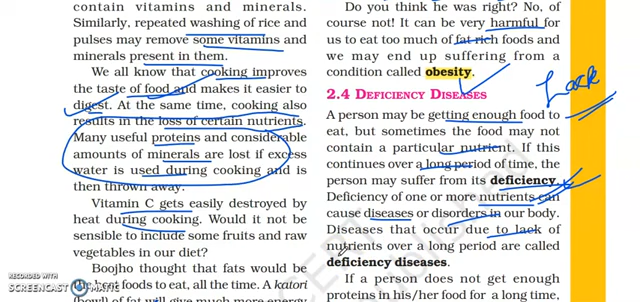 contain vitamins and minerals.
Similarly, repeated washing of rice and
pulses may remove some vitamins and
minerals present in them.
We all know that cooking improves
the taste of food and makes it easier to
digest. At the same time, cooking also
results in the loss of certain nutrients.
Many useful proteins and considerable
amounts of minerals are lost if excess
water is used during cooking and is
then thrown away.
Vitamin C gets easily destroyed by
heat during cooking. Would it not be
sensible to include some fruits and raw
vegetables in our diet?
Boojho thought that fats would be
the best foods to eat, all the time. A katori
(bowl) of fat will give much more energy
RECORDED WITH
Do you think he was right? No, of
course not! It can be very harmful for
us to eat too much of fat rich foods and
we may end up suffering from a
condition called obesity.
2.4 DEFICIENCY DISEASES
Lack
A person may be getting enough food to
eat, but sometimes the food may not
contain a particular nutrient. If this
continues over a long period of time, the
person may suffer from its deficiency.
Deficiency of one or more nutrients can
cause diseases or disorders in our body.
Diseases that occur due to lack of
nutrients over a long period are called
deficiency diseases.
If a person does not get enough
proteins in his/her food for a long time,